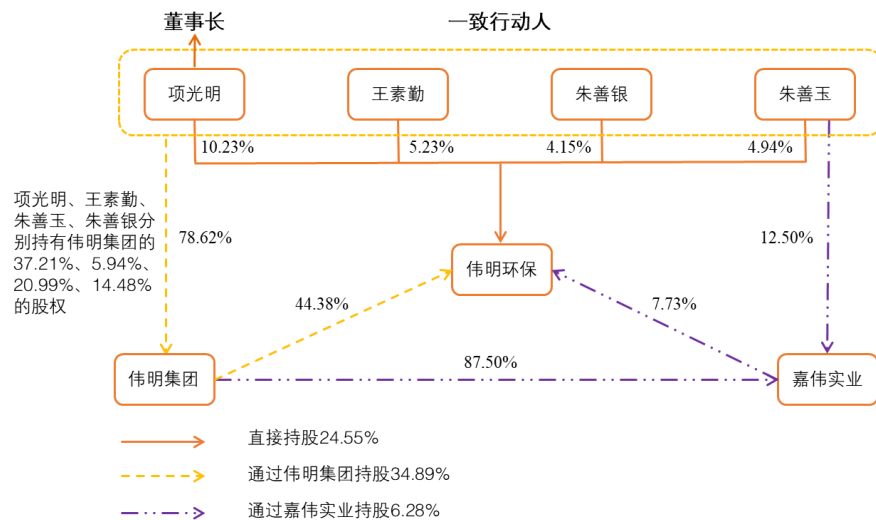 董事长
一致行动人
项光明
王素勤
朱善银
朱善玉
10.23%
5.23%
4.15%
4.94%
项光明、王素勤、
朱善玉、朱善银分
别持有伟明集团的
37.21%、5.94%、
20.99%、14.48%
的股权
78.62%
12.50%
伟明环保
44.38%
7.73%
伟明集团
87.50%
嘉伟实业
直接持股24.55%
通过伟明集团持股34.89%
通过嘉伟实业持股6.28%